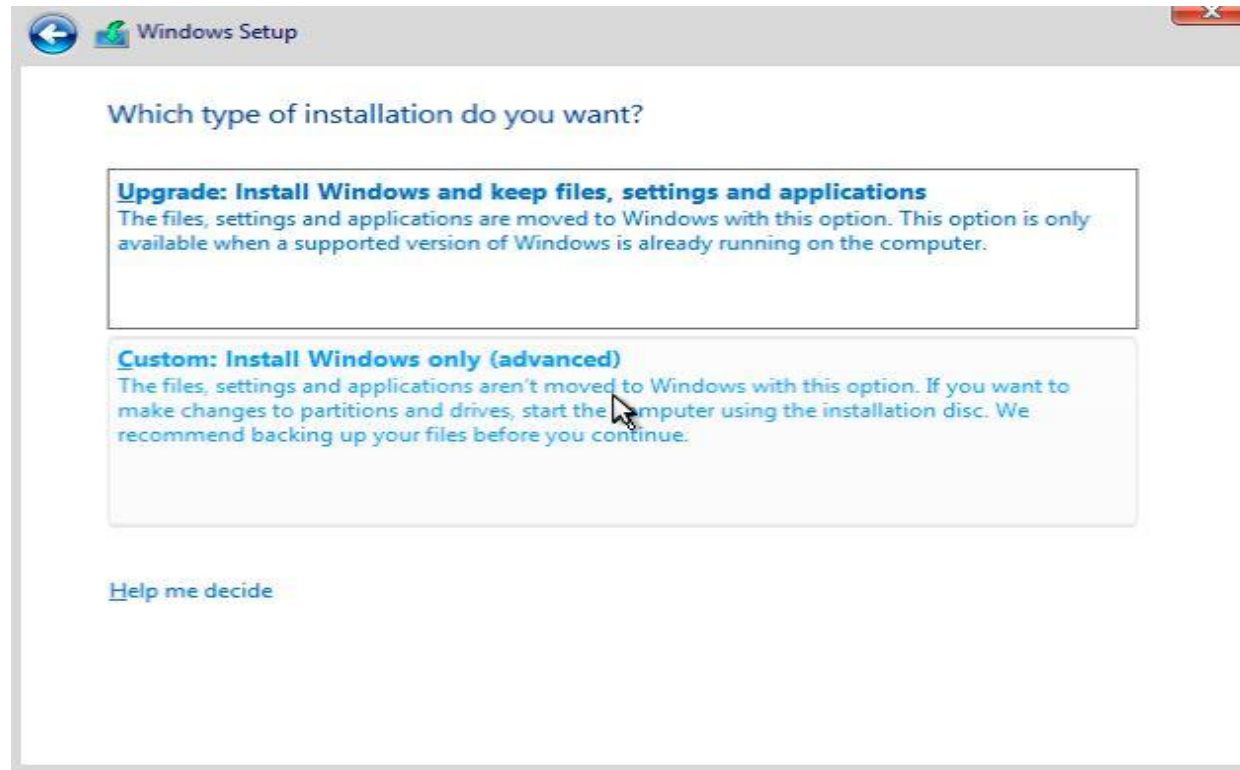 Windows Setup
Which type of installation do you want?
Upgrade: Install Windows and keep files, settings and applications
The files, settings and applications are moved to Windows with this option. This option is only
available when a supported version of Windows is already running on the computer.
Custom: Install Windows only (advanced)
The files, settings and applications aren't moved to Windows with this option. If you want to
make changes to partitions and drives, start the computer using the installation disc. We
recommend backing up your files before you continue.
Help me decide